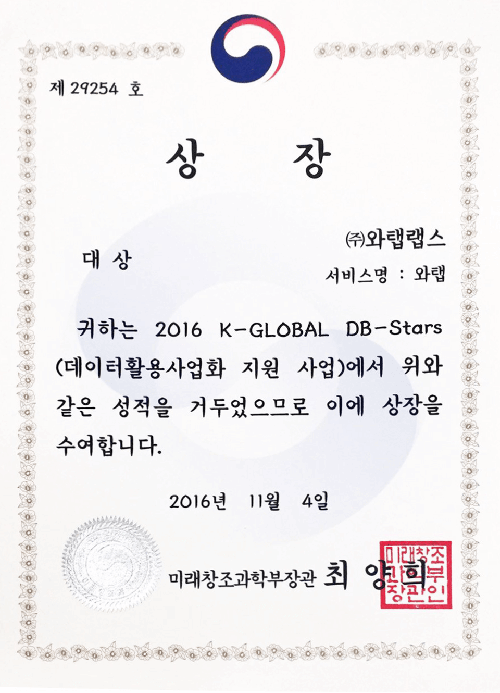 제 29254 호
상 장
㈜와탭랩스
대 상
서비스명 : 와탭
귀하는 2016 K-GLOBAL DB-Stars
(데이터활용사업화 지원 사업)에서 위와
같은 성적을 거두었으므로 이에 상장을
수여합니다.
2016년 11월 4일
미래창조과학부장관 최 양 희
미래창조
과학부
장관인